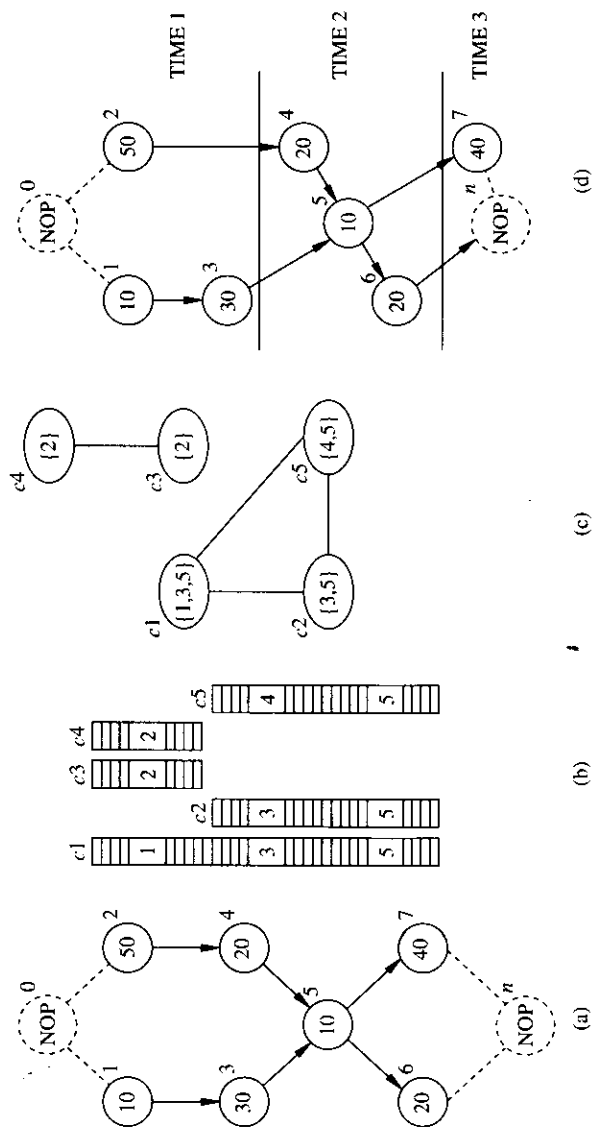 NOP 0
10 1
50 2
30 3
20 4
10 5
20 6
40 7
NOP n
(a)
c1 c2 c3 c4 c5
1 2 2
3 3 4
5 5 5
(b)
c4
{2}
c3
{2}
c1
{1,3,5}
c2
{3,5}
c5
{4,5}
(c)
NOP 0
10 1
50 2
TIME 1
30 3
20 4
5
10
TIME 2
6
20
n
NOP
40 7
TIME 3
(d)